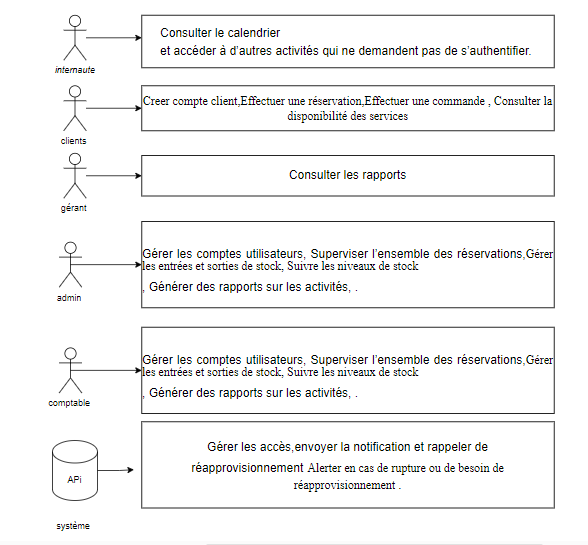 Consulter le calendrier
et accéder à d'autres activités qui ne demandent pas de s'authentifier.
internaute
Creer compte client,Effectuer une réservation,Effectuer une commande , Consulter la
disponibilité des services
clients
Consulter les rapports
gérant
Gérer les comptes utilisateurs, Superviser l'ensemble des réservations,Gérer
les entrées et sorties de stock, Suivre les niveaux de stock
, Générer des rapports sur les activités, .
admin
Gérer les comptes utilisateurs, Superviser l'ensemble des réservations,Gérer
les entrées et sorties de stock, Suivre les niveaux de stock
, Générer des rapports sur les activités, .
comptable
Gérer les accès,envoyer la notification et rappeler de
réapprovisionnement Alerter en cas de rupture ou de besoin de
réapprovisionnement .
APi
système